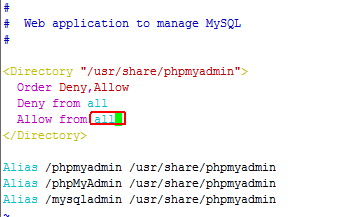 #
#  Web application to manage MySQL
#
<Directory "/usr/share/phpmyadmin">
  Order Deny,Allow
  Deny from all
  Allow from all
</Directory>
Alias /phpmyadmin /usr/share/phpmyadmin
Alias /phpMyAdmin /usr/share/phpmyadmin
Alias /mysqladmin /usr/share/phpmyadmin
~